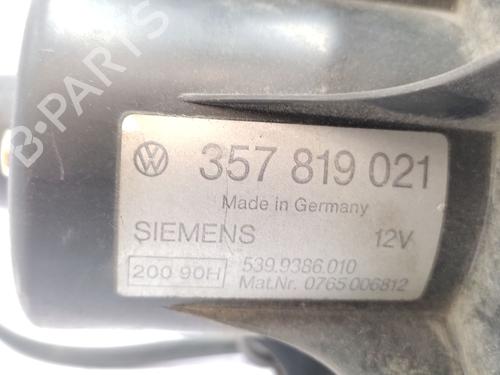 B-PARTS
VW 357 819 021
Made in Germany
SIEMENS 12V
200 90H 539.9386.010
Mat.Nr. 0765 006812